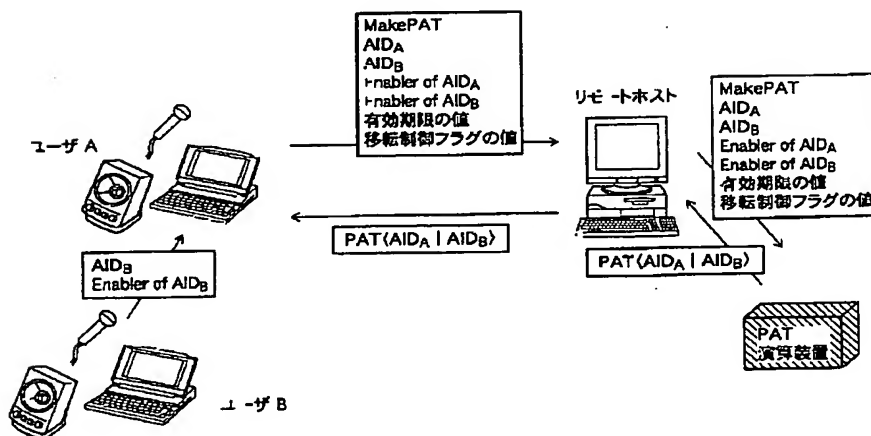 MakePAT
AIDA
AIDB
Enabler of AIDA
Enabler of AIDB
有効期限の値
移転制御フラグの値
リモートホスト
MakePAT
AIDA
AIDB
Enabler of AIDA
Enabler of AIDB
有効期限の値
移転制御フラグの値
ユーザ A
PAT〈AIDA | AIDB〉
PAT〈AIDA | AIDB〉
AIDB
Enabler of AIDB
PAT
演算装置
ユーザ B